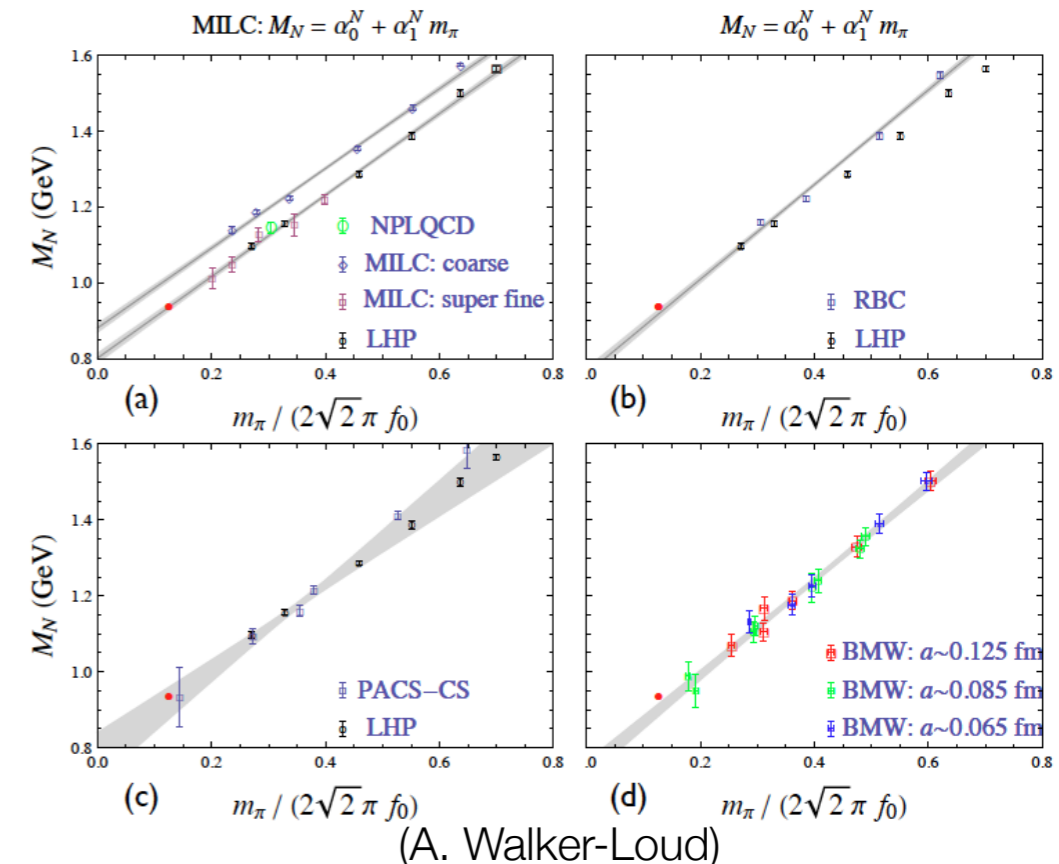 MILC: M_N = α_0^N + α_1^N m_π
M_N = α_0^N + α_1^N m_π
M_N (GeV)
1.6
1.4
1.2
1.0
0.8
NPLQCD
MILC: coarse
MILC: super fine
LHP
0.0 0.2 0.4 0.6 0.8
(a)
m_π / (2√2 π f_0)
RBC
LHP
.0 0.2 0.4 0.6 0.8
(b)
m_π / (2√2 π f_0)
M_N (GeV)
1.6
1.4
1.2
1.0
0.8
PACS−CS
LHP
0.0 0.2 0.4 0.6 0.8
(c)
m_π / (2√2 π f_0)
BMW: a~0.125 fm
BMW: a~0.085 fm
BMW: a~0.065 fm
.0 0.2 0.4 0.6 0.8
(d)
m_π / (2√2 π f_0)
(A. Walker-Loud)